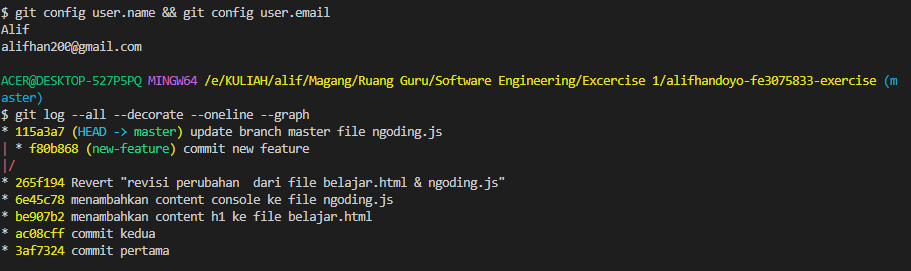 $ git config user.name && git config user.email
Alif
alifhan200@gmail.com
ACER@DESKTOP-527P5PQ MINGW64 /e/KULIAH/alif/Magang/Ruang Guru/Software Engineering/Excercise 1/alifhandoyo-fe3075833-exercise (m
aster)
$ git log --all --decorate --oneline --graph
* 115a3a7 (HEAD -> master) update branch master file ngoding.js
| * f80b868 (new-feature) commit new feature
|/
* 265f194 Revert "revisi perubahan  dari file belajar.html & ngoding.js"
* 6e45c78 menambahkan content console ke file ngoding.js
* be907b2 menambahkan content h1 ke file belajar.html
* ac08cff commit kedua
* 3af7324 commit pertama